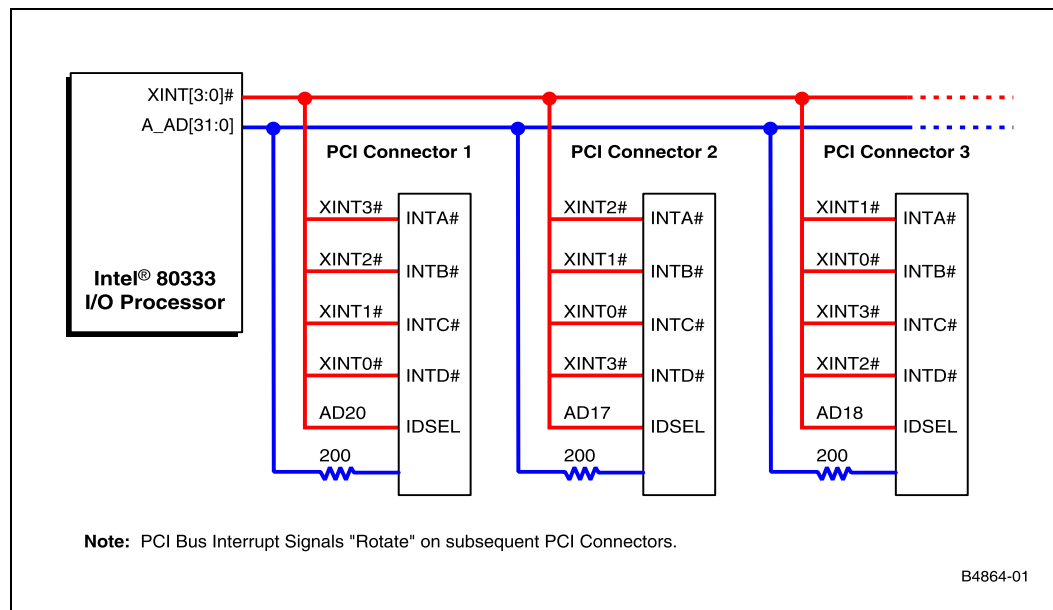 XINT[3:0]#
A_AD[31:0]
Intel® 80333
I/O Processor
PCI Connector 1
XINT3# INTA#
XINT2# INTB#
XINT1# INTC#
XINT0# INTD#
AD20 IDSEL
200
PCI Connector 2
XINT2# INTA#
XINT1# INTB#
XINT0# INTC#
XINT3# INTD#
AD17 IDSEL
200
PCI Connector 3
XINT1# INTA#
XINT0# INTB#
XINT3# INTC#
XINT2# INTD#
AD18 IDSEL
200
Note: PCI Bus Interrupt Signals "Rotate" on subsequent PCI Connectors.
B4864-01